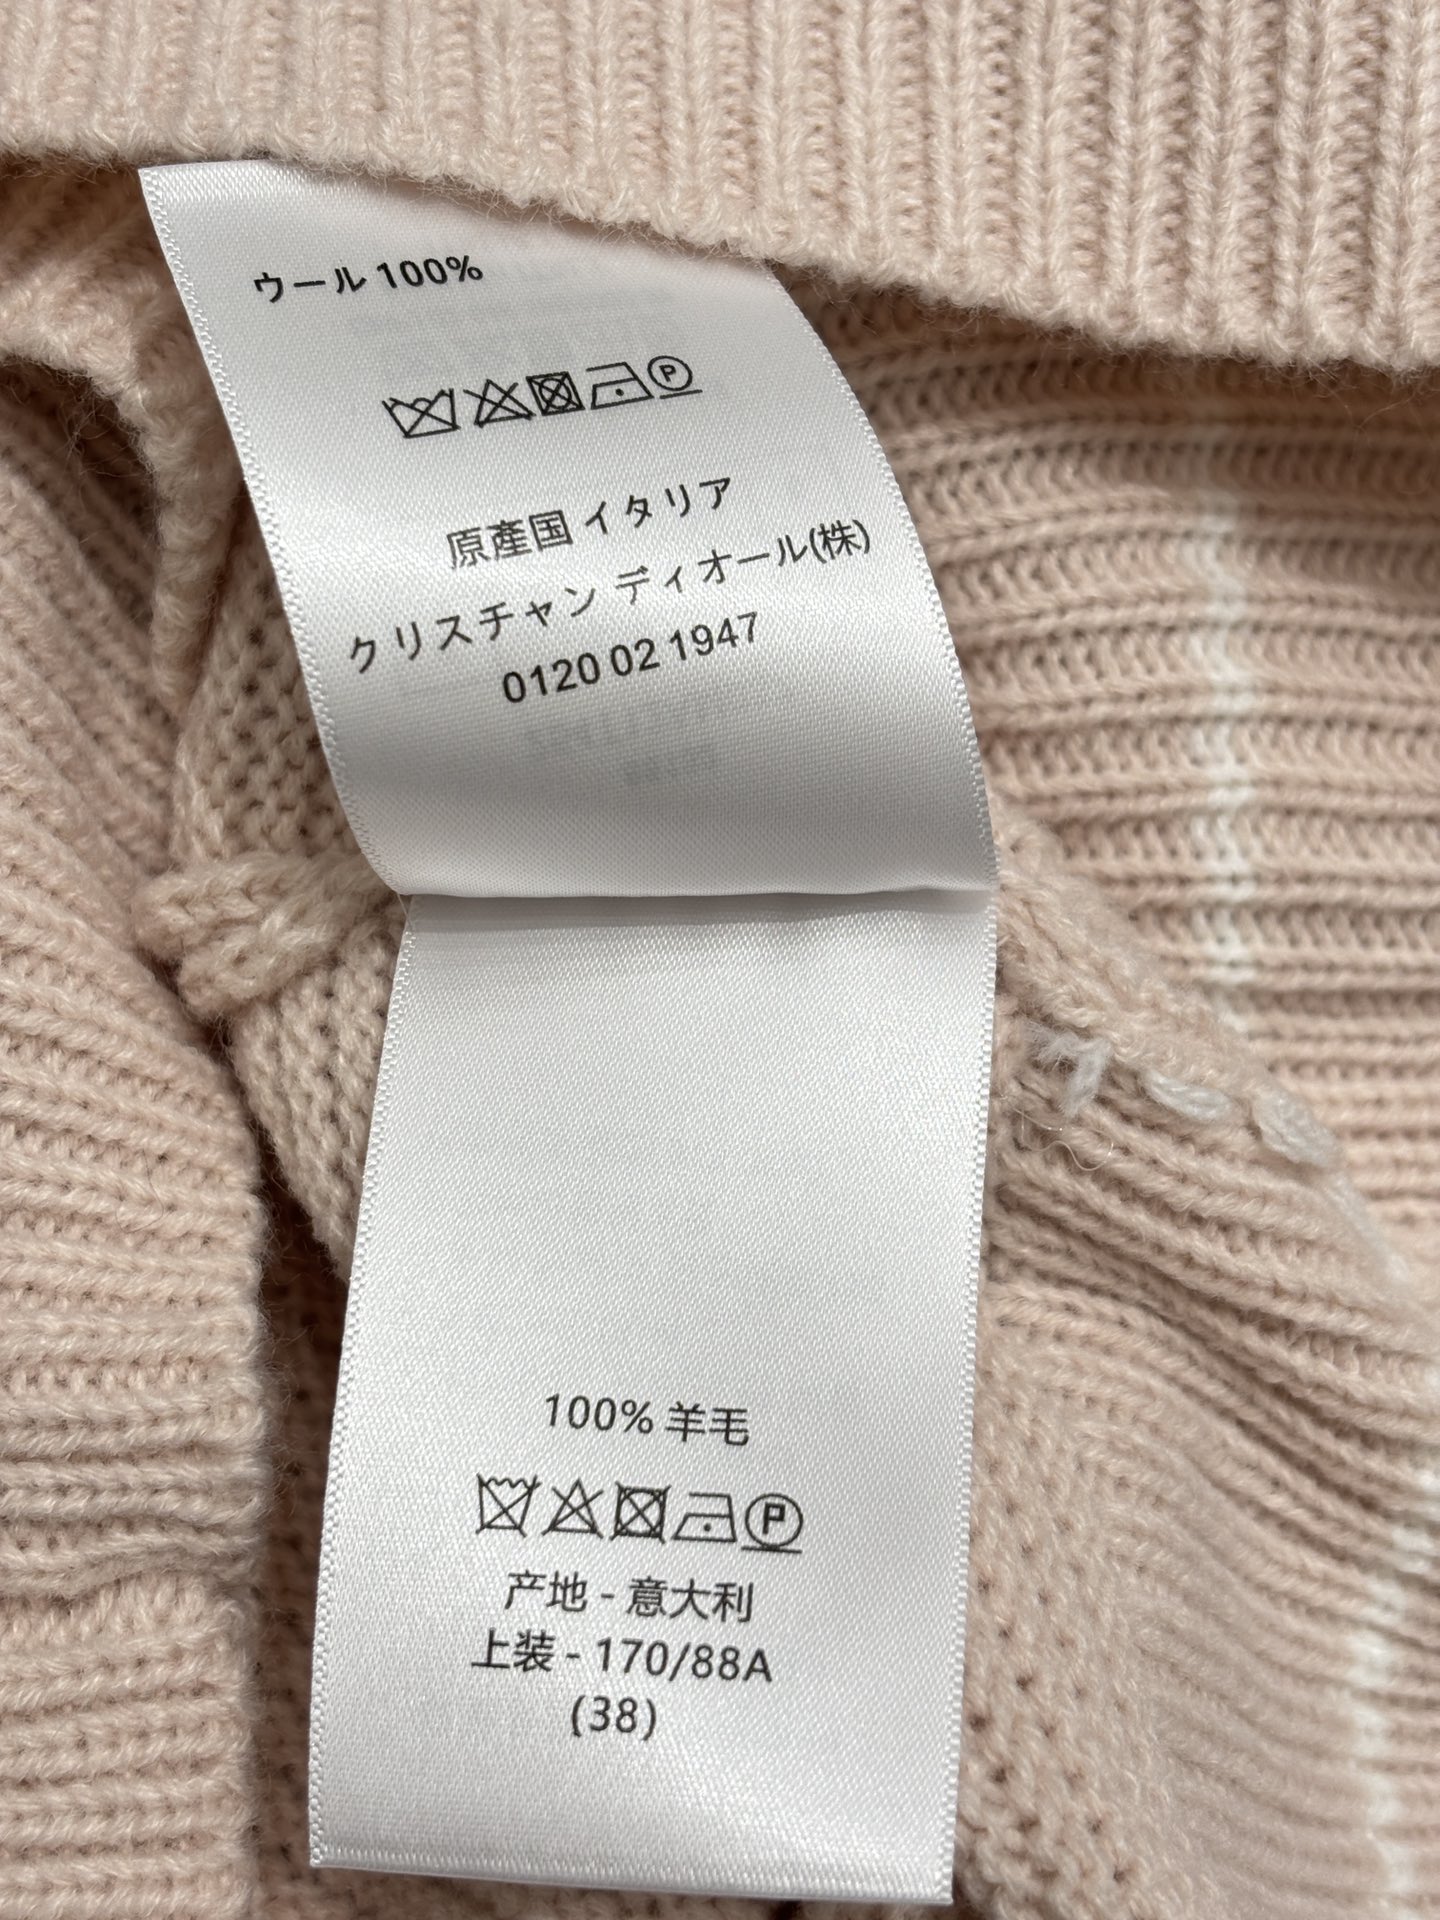 ウール 100%
P
原産国 イタリア
クリスチャン ディオール(株)
0120 02 1947
100% 羊毛
P
产地 - 意大利
上装 - 170/88A
(38)